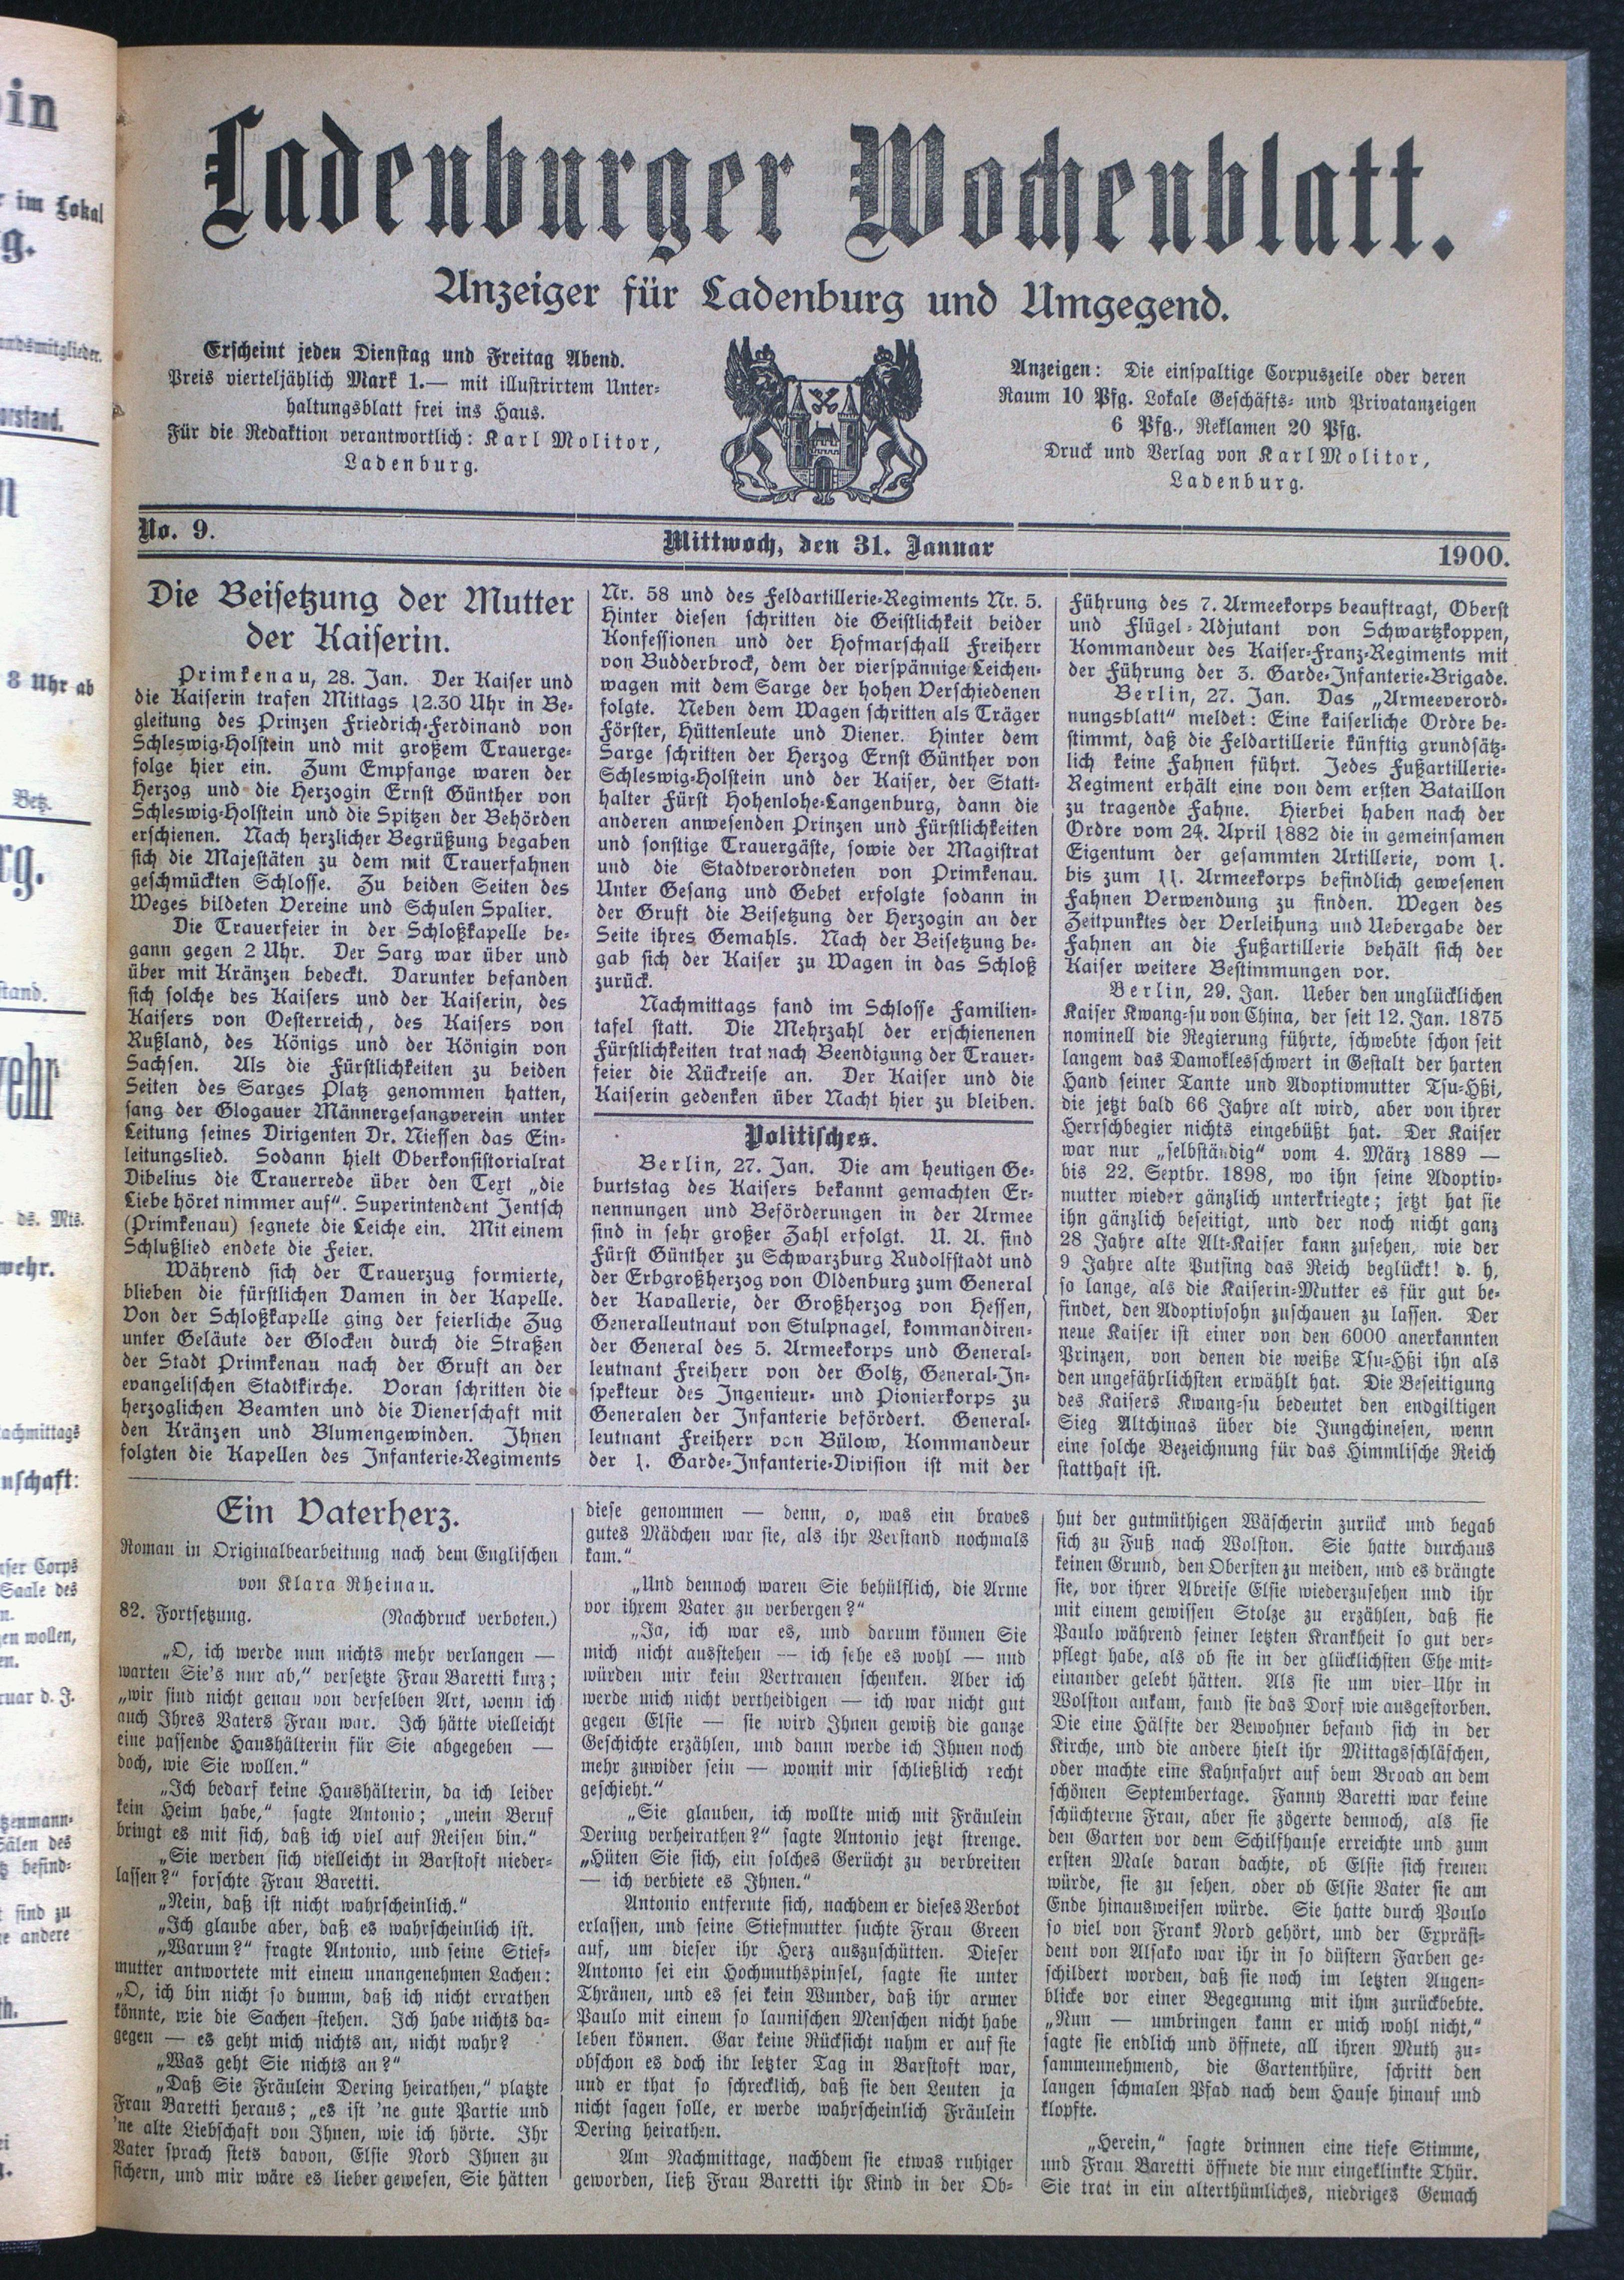 Ladenburger Wochenblatt.
Anzeiger für Ladenburg und Umgegend.
Erscheint jeden Dienstag und Freitag Abend.
Preis vierteljählich Mark 1.— mit illustrirtem Unter-
haltungsblatt frei ins Haus.
Für die Redaktion verantwortlich: Karl Molitor,
Ladenburg.
Anzeigen: Die einspaltige Corpuszeile oder deren
Raum 10 Pfg. Lokale Geschäfts- und Privatanzeigen
6 Pfg., Reklamen 20 Pfg.
Druck und Verlag von Karl Molitor,
Ladenburg.
No. 9.
Mittwoch, den 31. Januar
1900.
Die Beisetzung der Mutter
der Kaiserin.
Primkenau, 28. Jan. Der Kaiser und
die Kaiserin trafen Mittags 12.30 Uhr in Be-
gleitung des Prinzen Friedrich-Ferdinand von
Schleswig-Holstein und mit großem Trauerge-
folge hier ein. Zum Empfange waren der
Herzog und die Herzogin Ernst Günther von
Schleswig-Holstein und die Spitzen der Behörden
erschienen. Nach herzlicher Begrüßung begaben
sich die Majestäten zu dem mit Trauerfahnen
geschmückten Schlosse. Zu beiden Seiten des
Weges bildeten Vereine und Schulen Spalier.
Die Trauerfeier in der Schloßkapelle be-
gann gegen 2 Uhr. Der Sarg war über und
über mit Kränzen bedeckt. Darunter befanden
sich solche des Kaisers und der Kaiserin, des
Kaisers von Oesterreich, des Kaisers von
Rußland, des Königs und der Königin von
Sachsen. Als die Fürstlichkeiten zu beiden
Seiten des Sarges Platz genommen hatten,
sang der Glogauer Männergesangverein unter
Leitung seines Dirigenten Dr. Niessen das Ein-
leitungslied. Sodann hielt Oberkonsistorialrat
Dibelius die Trauerrede über den Text „die
Liebe höret nimmer auf“. Superintendent Jentsch
(Primkenau) segnete die Leiche ein. Mit einem
Schlußlied endete die Feier.
Während sich der Trauerzug formierte,
blieben die fürstlichen Damen in der Kapelle.
Von der Schloßkapelle ging der feierliche Zug
unter Geläute der Glocken durch die Straßen
der Stadt Primkenau nach der Gruft an der
evangelischen Stadtkirche. Voran schritten die
herzoglichen Beamten und die Dienerschaft mit
den Kränzen und Blumengewinden. Ihnen
folgten die Kapellen des Infanterie-Regiments
Nr. 58 und des Feldartillerie-Regiments Nr. 5.
Hinter diesen schritten die Geistlichkeit beider
Konfessionen und der Hofmarschall Freiherr
von Budderbrock, dem der vierspännige Leichen-
wagen mit dem Sarge der hohen Verschiedenen
folgte. Neben dem Wagen schritten als Träger
Förster, Hüttenleute und Diener. Hinter dem
Sarge schritten der Herzog Ernst Günther von
Schleswig-Holstein und der Kaiser, der Statt-
halter Fürst Hohenlohe-Langenburg, dann die
anderen anwesenden Prinzen und Fürstlichkeiten
und sonstige Trauergäste, sowie der Magistrat
und die Stadtverordneten von Primkenau.
Unter Gesang und Gebet erfolgte sodann in
der Gruft die Beisetzung der Herzogin an der
Seite ihres Gemahls. Nach der Beisetzung be-
gab sich der Kaiser zu Wagen in das Schloß
zurück.
Nachmittags fand im Schlosse Familien-
tafel statt. Die Mehrzahl der erschienenen
Fürstlichkeiten trat nach Beendigung der Trauer-
feier die Rückreise an. Der Kaiser und die
Kaiserin gedenken über Nacht hier zu bleiben.
Politisches.
Berlin, 27. Jan. Die am heutigen Ge-
burtstag des Kaisers bekannt gemachten Er-
nennungen und Beförderungen in der Armee
sind in sehr großer Zahl erfolgt. U. A. sind
Fürst Günther zu Schwarzburg Rudolfstadt und
der Erbgroßherzog von Oldenburg zum General
der Kavallerie, der Großherzog von Hessen,
Generalleutnant von Stulpnagel, kommandiren-
der General des 5. Armeekorps und General-
leutnant Freiherr von der Goltz, General-In-
spekteur des Ingenieur- und Pionierkorps zu
Generalen der Infanterie befördert. General-
leutnant Freiherr von Bülow, Kommandeur
der 1. Garde-Infanterie-Division ist mit der
Führung des 7. Armeekorps beauftragt, Oberst
und Flügel-Adjutant von Schwartzkoppen,
Kommandeur des Kaiser-Franz-Regiments mit
der Führung der 3. Garde-Infanterie-Brigade.
Berlin, 27. Jan. Das „Armeeverord-
nungsblatt“ meldet: Eine kaiserliche Ordre be-
stimmt, daß die Feldartillerie künftig grundsätz-
lich keine Fahnen führt. Jedes Fußartillerie-
Regiment erhält eine von dem ersten Bataillon
zu tragende Fahne. Hierbei haben nach der
Ordre vom 24. April 1882 die in gemeinsamen
Eigentum der gesammten Artillerie, vom 1.
bis zum 11. Armeekorps befindlich gewesenen
Fahnen Verwendung zu finden. Wegen des
Zeitpunktes der Verleihung und Uebergabe der
Fahnen an die Fußartillerie behält sich der
Kaiser weitere Bestimmungen vor.
Berlin, 29. Jan. Ueber den unglücklichen
Kaiser Kwang-su von China, der seit 12. Jan. 1875
nominell die Regierung führte, schwebte schon seit
langem das Damoklesschwert in Gestalt der harten
Hand seiner Tante und Adoptivmutter Tsu-Hßi,
die jetzt bald 66 Jahre alt wird, aber von ihrer
Herrschbegier nichts eingebüßt hat. Der Kaiser
war nur „selbständig“ vom 4. März 1889 —
bis 22. Septbr. 1898, wo ihn seine Adoptiv-
mutter wieder gänzlich unterkriegte; jetzt hat sie
ihn gänzlich beseitigt, und der noch nicht ganz
28 Jahre alte Alt-Kaiser kann zusehen, wie der
9 Jahre alte Putsing das Reich beglückt! d. h.
so lange, als die Kaiserin-Mutter es für gut be-
findet, den Adoptivsohn zuschauen zu lassen. Der
neue Kaiser ist einer von den 6000 anerkannten
Prinzen, von denen die weiße Tsu-Hßi ihn als
den ungefährlichsten erwählt hat. Die Beseitigung
des Kaisers Kwang-su bedeutet den endgiltigen
Sieg Altchinas über die Jungchinesen, wenn
eine solche Bezeichnung für das Himmlische Reich
statthaft ist.
Ein Vaterherz.
Roman in Originalbearbeitung nach dem Englischen
von Klara Rheinau.
82. Fortsetzung. (Nachdruck verboten.)
„O, ich werde nun nichts mehr verlangen —
warten Sie's nur ab,“ versetzte Frau Baretti kurz;
„wir sind nicht genau von derselben Art, wenn ich
auch Ihres Vaters Frau war. Ich hätte vielleicht
eine passende Haushälterin für Sie abgegeben —
doch, wie Sie wollen.“
„Ich bedarf keine Haushälterin, da ich leider
kein Heim habe,“ sagte Antonio; „mein Beruf
bringt es mit sich, daß ich viel auf Reisen bin.“
„Sie werden sich vielleicht in Barstoft nieder-
lassen?“ forschte Frau Baretti.
„Nein, daß ist nicht wahrscheinlich.“
„Ich glaube aber, daß es wahrscheinlich ist.
„Warum?“ fragte Antonio, und seine Stief-
mutter antwortete mit einem unangenehmen Lachen:
„O, ich bin nicht so dumm, daß ich nicht errathen
könnte, wie die Sachen stehen. Ich habe nichts da-
gegen — es geht mich nichts an, nicht wahr?
„Was geht Sie nichts an?“
„Daß Sie Fräulein Dering heirathen,“ platzte
Frau Baretti heraus; „es ist 'ne gute Partie und
'ne alte Liebschaft von Ihnen, wie ich hörte. Ihr
Vater sprach stets davon, Elsie Nord Ihnen zu
sichern, und mir wäre es lieber gewesen, Sie hätten
diese genommen — denn, o, was ein braves
gutes Mädchen war sie, als ihr Verstand nochmals
kam.“
„Und dennoch waren Sie behülflich, die Arme
vor ihrem Vater zu verbergen?“
„Ja, ich war es, und darum können Sie
mich nicht ausstehen — ich sehe es wohl — und
würden mir kein Vertrauen schenken. Aber ich
werde mich nicht vertheidigen — ich war nicht gut
gegen Elsie — sie wird Ihnen gewiß die ganze
Geschichte erzählen, und dann werde ich Ihnen noch
mehr zuwider sein — womit mir schließlich recht
geschieht.“
„Sie glauben, ich wollte mich mit Fräulein
Dering verheirathen?“ sagte Antonio jetzt strenge.
„Hüten Sie sich, ein solches Gerücht zu verbreiten
— ich verbiete es Ihnen.“
Antonio entfernte sich, nachdem er dieses Verbot
erlassen, und seine Stiefmutter suchte Frau Green
auf, um dieser ihr Herz auszuschütten. Dieser
Antonio sei ein Hochmuthspinsel, sagte sie unter
Thränen, und es sei kein Wunder, daß ihr armer
Paulo mit einem so launischen Menschen nicht habe
leben können. Gar keine Rücksicht nahm er auf sie
obschon es doch ihr letzter Tag in Barstoft war,
und er that so schrecklich, daß sie den Leuten ja
nicht sagen solle, er werde wahrscheinlich Fräulein
Dering heirathen.
Am Nachmittage, nachdem sie etwas ruhiger
geworden, ließ Frau Baretti ihr Kind in der Ob-
hut der gutmüthigen Wäscherin zurück und begab
sich zu Fuß nach Wolston. Sie hatte durchaus
keinen Grund, den Obersten zu meiden, und es drängte
sie, vor ihrer Abreise Elsie wiederzusehen und ihr
mit einem gewissen Stolze zu erzählen, daß sie
Paulo während seiner letzten Krankheit so gut ver-
pflegt habe, als ob sie in der glücklichsten Ehe mit-
einander gelebt hätten. Als sie um vier Uhr in
Wolston ankam, fand sie das Dorf wie ausgestorben.
Die eine Hälfte der Bewohner befand sich in der
Kirche, und die andere hielt ihr Mittagsschläfchen,
oder machte eine Kahnfahrt auf dem Broad an dem
schönen Septembertage. Fanny Baretti war keine
schüchterne Frau, aber sie zögerte dennoch, als sie
den Garten vor dem Schilfhause erreichte und zum
ersten Male daran dachte, ob Elsie sich freuen
würde, sie zu sehen, oder ob Elsie Vater sie am
Ende hinausweisen würde. Sie hatte durch Paulo
so viel von Frank Nord gehört, und der Expräsi-
dent von Alsako war ihr in so düstern Farben ge-
schildert worden, daß sie noch im letzten Augen-
blicke vor einer Begegnung mit ihm zurückbebte.
„Nun — umbringen kann er mich wohl nicht,“
sagte sie endlich und öffnete, all ihren Muth zu-
sammennehmend, die Gartenthüre, schritt den
langen schmalen Pfad nach dem Hause hinauf und
klopfte.
„Herein,“ sagte drinnen eine tiefe Stimme,
und Frau Baretti öffnete die nur eingeklinkte Thür.
Sie trat in ein alterthümliches, niedriges Gemach